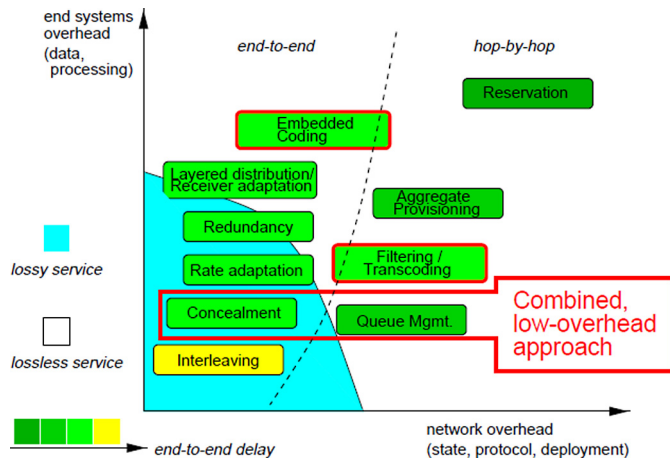 end systems
overhead
(data,
processing)
end-to-end
hop-by-hop
Reservation
Embedded
Coding
Layered distribution/
Receiver adaptation
Aggregate
Provisioning
Redundancy
Filtering /
Transcoding
Rate adaptation
lossy service
Combined,
low-overhead
approach
Concealment
Queue Mgmt.
Interleaving
lossless service
end-to-end delay
network overhead
(state, protocol, deployment)